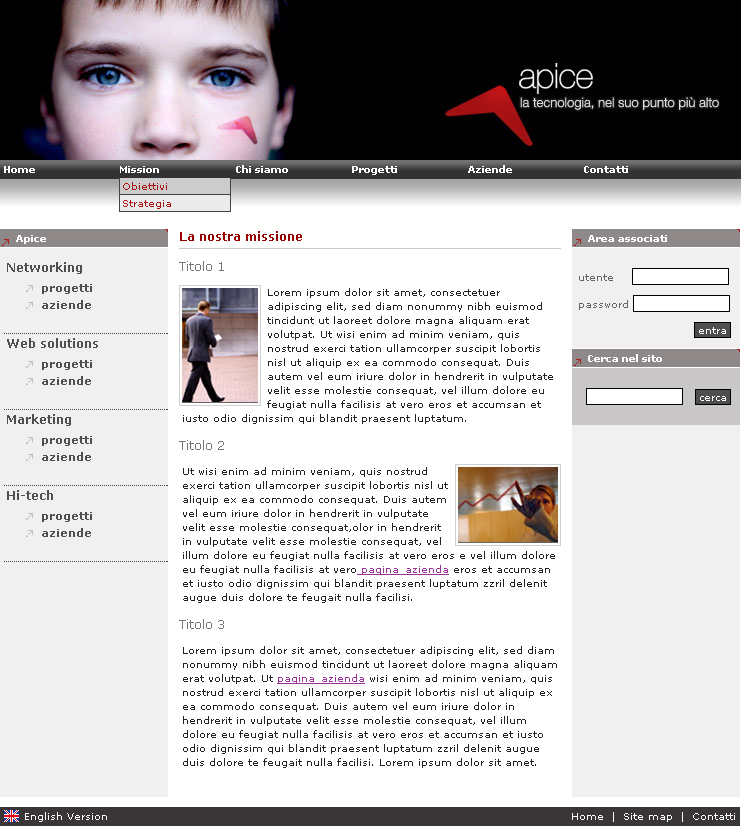 apice
la tecnologia, nel suo punto più alto
Home Mission Chi siamo Progetti Aziende Contatti
Obiettivi
Strategia
Apice
Networking
progetti
aziende
Web solutions
progetti
aziende
Marketing
progetti
aziende
Hi-tech
progetti
aziende
La nostra missione
Titolo 1
Lorem ipsum dolor sit amet, consectetuer
adipiscing elit, sed diam nonummy nibh euismod
tincidunt ut laoreet dolore magna aliquam erat
volutpat. Ut wisi enim ad minim veniam, quis
nostrud exerci tation ullamcorper suscipit lobortis
nisl ut aliquip ex ea commodo consequat. Duis
autem vel eum iriure dolor in hendrerit in vulputate
velit esse molestie consequat, vel illum dolore eu
feugiat nulla facilisis at vero eros et accumsan et
iusto odio dignissim qui blandit praesent luptatum.
Titolo 2
Ut wisi enim ad minim veniam, quis nostrud
exerci tation ullamcorper suscipit lobortis nisl ut
aliquip ex ea commodo consequat. Duis autem
vel eum iriure dolor in hendrerit in vulputate
velit esse molestie consequat,olor in hendrerit
in vulputate velit esse molestie consequat, vel
illum dolore eu feugiat nulla facilisis at vero eros e vel illum dolore
eu feugiat nulla facilisis at vero pagina azienda eros et accumsan
et iusto odio dignissim qui blandit praesent luptatum zzril delenit
augue duis dolore te feugait nulla facilisi.
Titolo 3
Lorem ipsum dolor sit amet, consectetuer adipiscing elit, sed diam
nonummy nibh euismod tincidunt ut laoreet dolore magna aliquam
erat volutpat. Ut pagina azienda wisi enim ad minim veniam, quis
nostrud exerci tation ullamcorper suscipit lobortis nisl ut aliquip ex
ea commodo consequat. Duis autem vel eum iriure dolor in
hendrerit in vulputate velit esse molestie consequat, vel illum
dolore eu feugiat nulla facilisis at vero eros et accumsan et iusto
odio dignissim qui blandit praesent luptatum zzril delenit augue
duis dolore te feugait nulla facilisi. Lorem ipsum dolor sit amet.
Area associati
utente
password
entra
Cerca nel sito
cerca
English Version
Home | Site map | Contatti